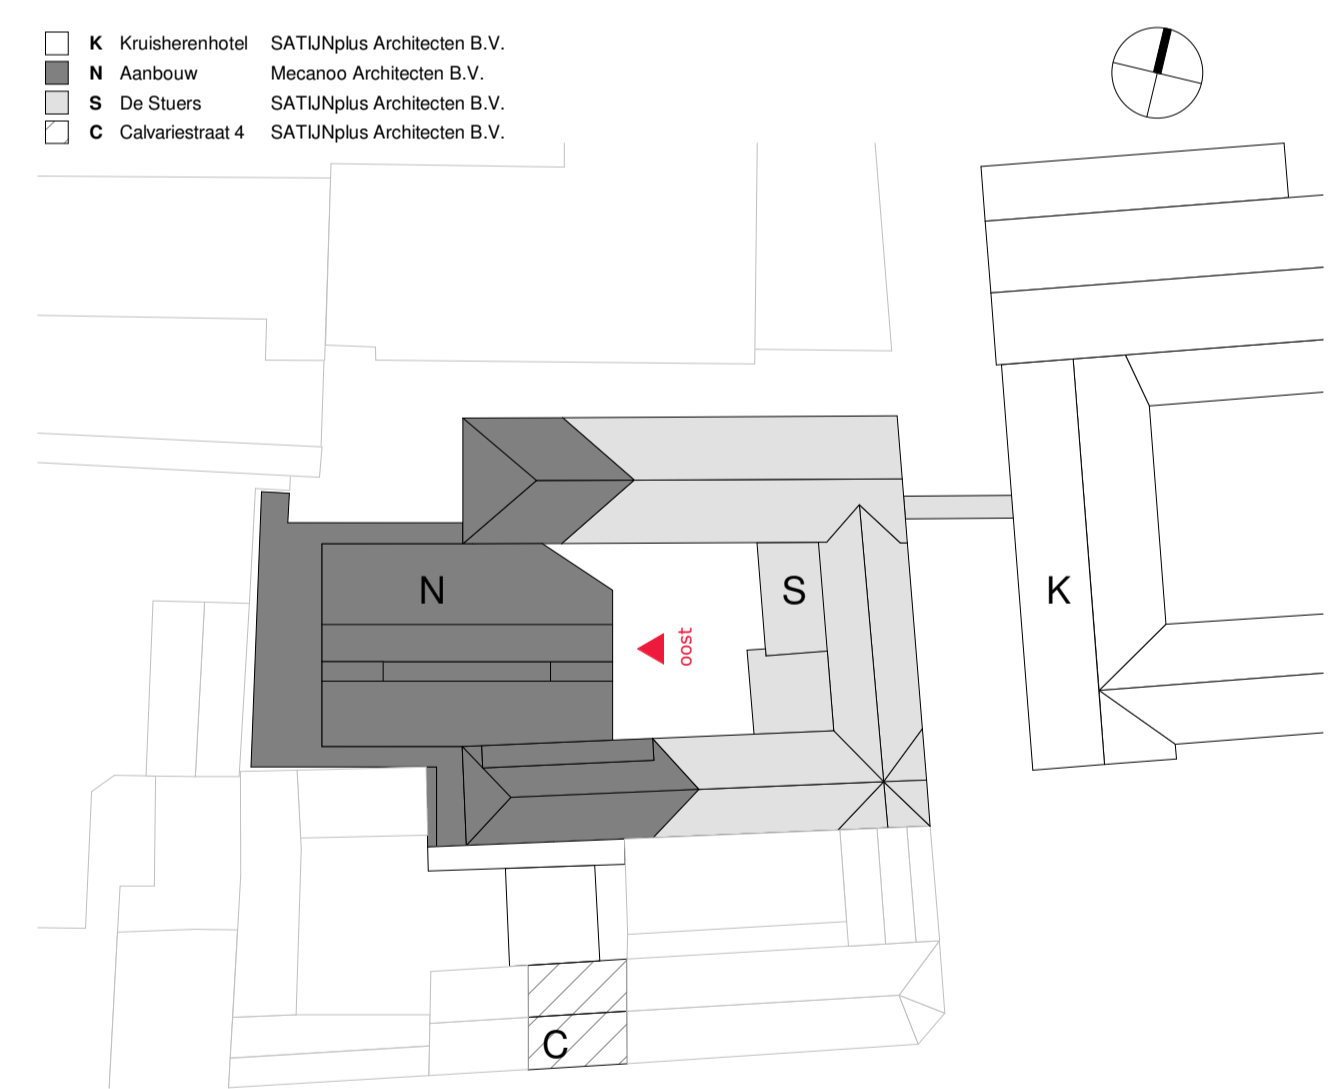 K Kruisherenhotel SATIJNplus Architecten B.V.
N Aanbouw Mecanoo Architecten B.V.
S De Stuers SATIJNplus Architecten B.V.
C Calvariestraat 4 SATIJNplus Architecten B.V.
N
S
K
oost
C